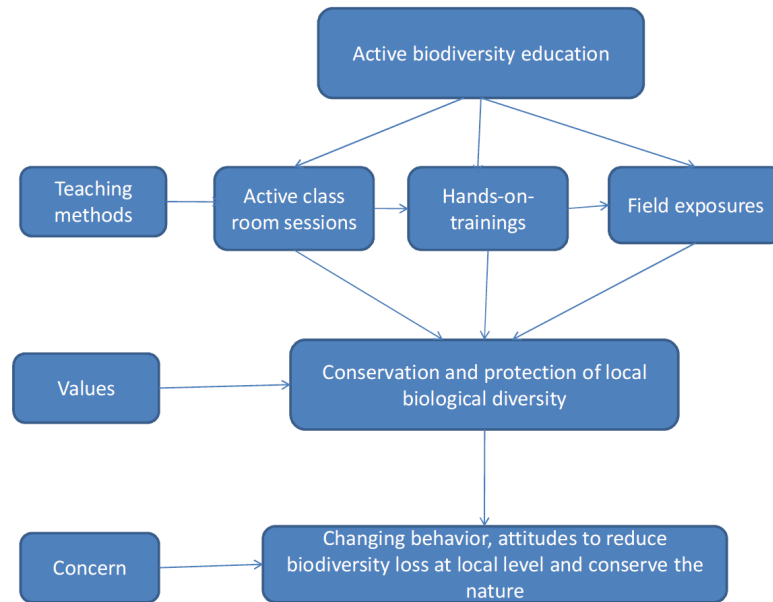 Active biodiversity education
Teaching
methods
Active class
room sessions
Hands-on-
trainings
Field exposures
Values
Conservation and protection of local
biological diversity
Concern
Changing behavior, attitudes to reduce
biodiversity loss at local level and conserve the
nature